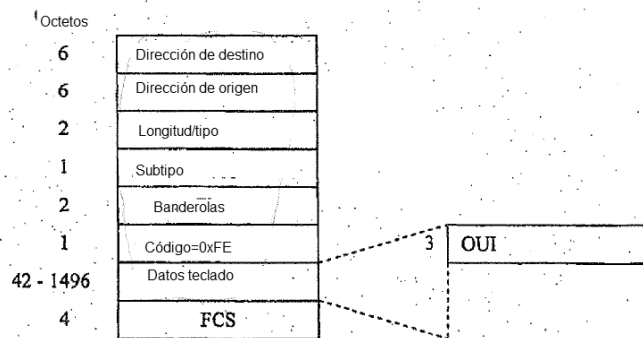 Octetos
6 Dirección de destino
6 Dirección de origen
2 Longitud/tipo
1 Subtipo
2 Banderolas
1 Código=0xFE
3 OUI
42 - 1496 Datos teclado
4 FCS